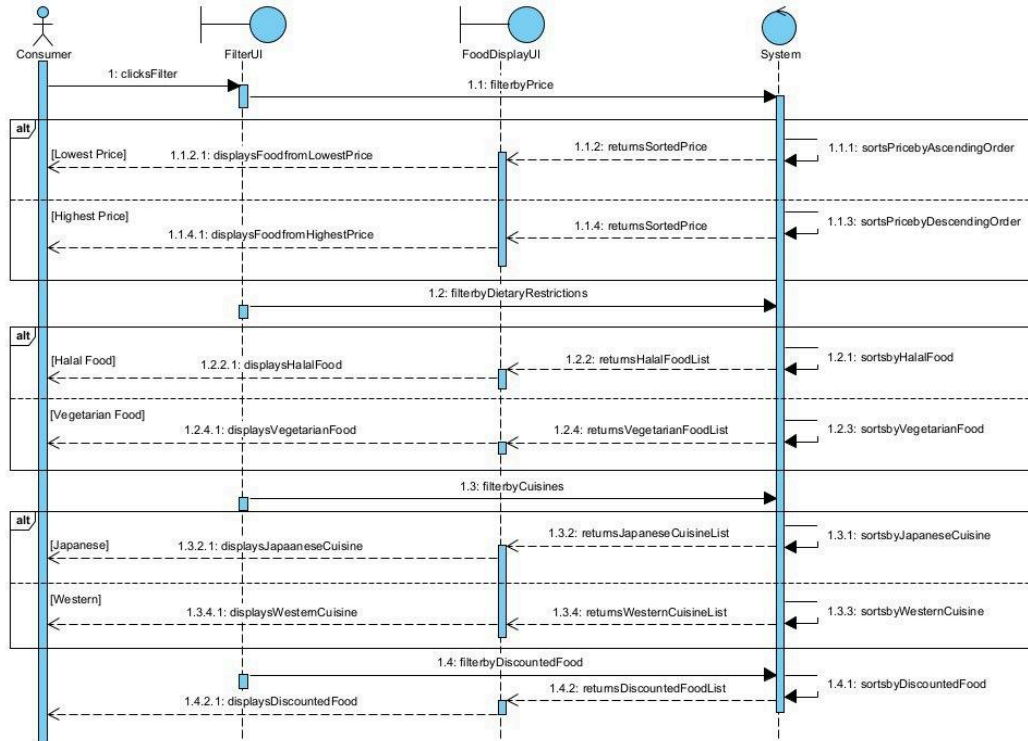 Consumer
FilterUI
FoodDisplayUI
System
1: clicksFilter
1.1: filterbyPrice
alt
[Lowest Price]
1.1.2.1: displaysFoodfromLowestPrice
1.1.2: returnsSortedPrice
1.1.1: sortsPricebyAscendingOrder
[Highest Price]
1.1.4.1: displaysFoodfromHighestPrice
1.1.4: returnsSortedPrice
1.1.3: sortsPricebyDescendingOrder
1.2: filterbyDietaryRestrictions
alt
[Halal Food]
1.2.2.1: displaysHalalFood
1.2.2: returnsHalalFoodList
1.2.1: sortsbyHalalFood
[Vegetarian Food]
1.2.4.1: displaysVegetarianFood
1.2.4: returnsVegetarianFoodList
1.2.3: sortsbyVegetarianFood
1.3: filterbyCuisines
alt
[Japanese]
1.3.2.1: displaysJapaaneseCuisine
1.3.2: returnsJapaneseCuisineList
1.3.1: sortsbyJapaneseCuisine
[Western]
1.3.4.1: displaysWesternCuisine
1.3.4: returnsWesternCuisineList
1.3.3: sortsbyWesternCuisine
1.4: filterbyDiscountedFood
1.4.2.1: displaysDiscountedFood
1.4.2: returnsDiscountedFoodList
1.4.1: sortsbyDiscountedFood